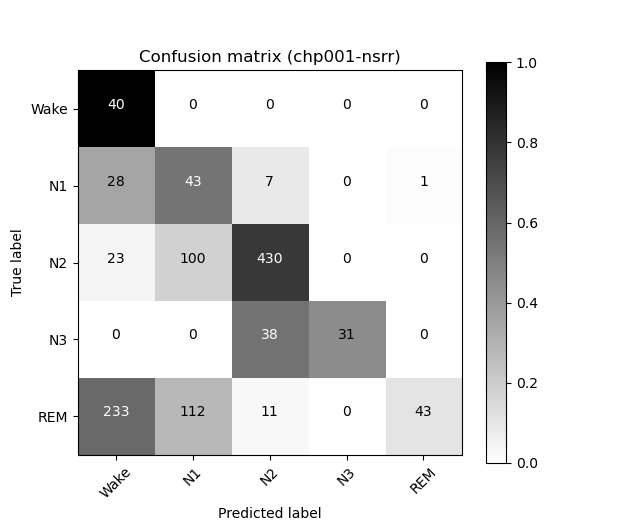 Confusion matrix (chp001-nsrr)
True label
Wake 40 0 0 0 0
N1 28 43 7 0 1
N2 23 100 430 0 0
N3 0 0 38 31 0
REM 233 112 11 0 43
Wake N1 N2 N3 REM
Predicted label
1.0
0.8
0.6
0.4
0.2
0.0